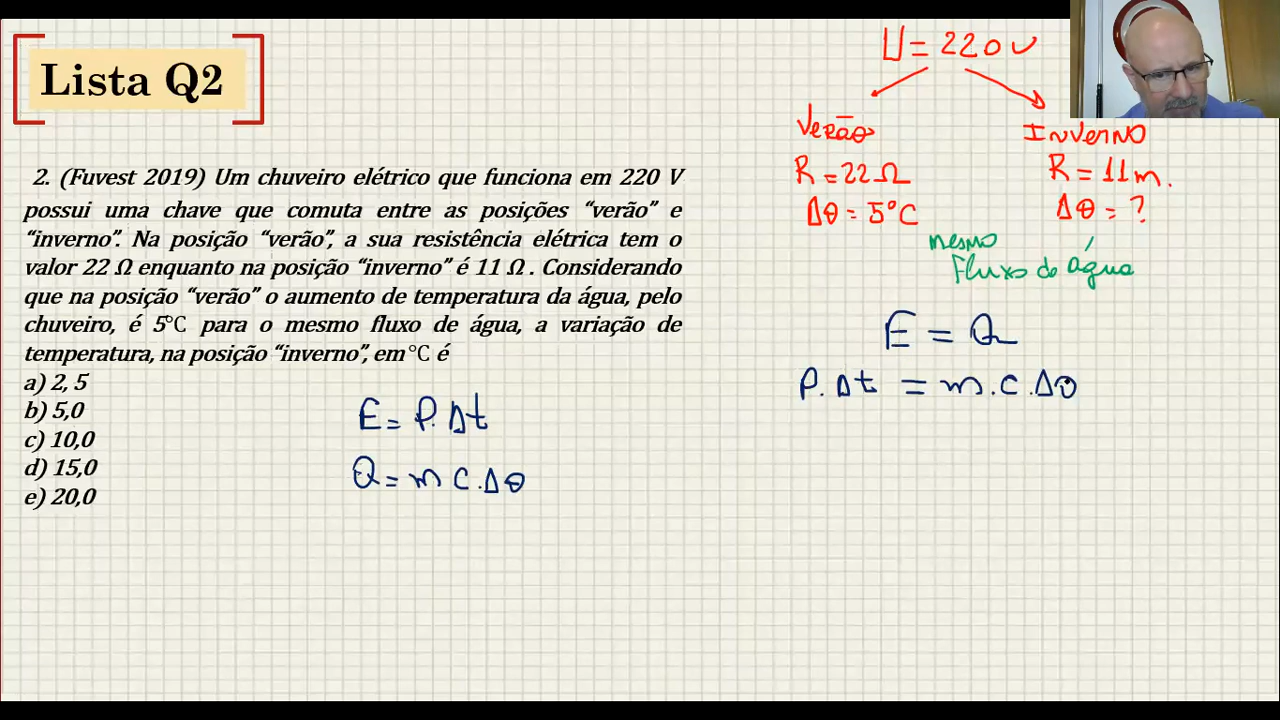 Lista Q2
2. (Fuvest 2019) Um chuveiro elétrico que funciona em 220 V
possui uma chave que comuta entre as posições “verão” e
“inverno”. Na posição “verão”, a sua resistência elétrica tem o
valor 22 Ω enquanto na posição “inverno” é 11 Ω . Considerando
que na posição “verão” o aumento de temperatura da água, pelo
chuveiro, é 5°C para o mesmo fluxo de água, a variação de
temperatura, na posição “inverno”, em °C é
a) 2, 5
b) 5,0
c) 10,0
d) 15,0
e) 20,0
E = P. Δt
Q = m C. Δθ
U = 220 V
Verão
R = 22 Ω
Δθ = 5°C
INVERNO
R = 11 m.
Δθ = ?
mesmo
Fluxo de água
E = Q
P. Δt = m. C. Δθ